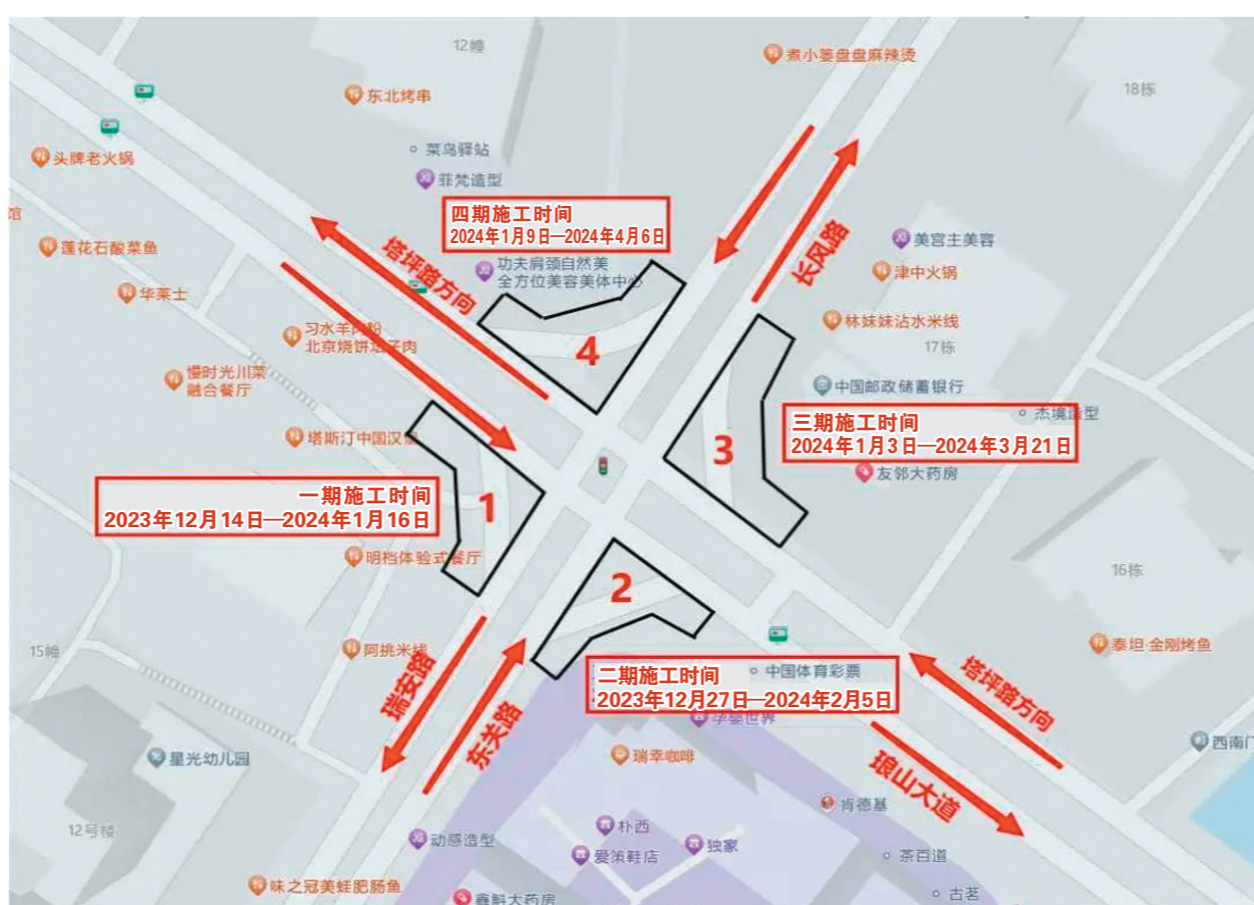 12幢
煮小篓盘盘麻辣烫
18栋
东北烤串
头牌老火锅
菜鸟驿站
菲梵造型
馆
四期施工时间
2024年1月9日—2024年4月6日
长风路
美宫主美容
莲花石酸菜鱼
塔坪路方向
功夫肩颈自然美
全方位美容美体中心
津中火锅
华莱士
4
林妹妹沾水米线
17栋
习水羊肉粉
北京烧饼坛子肉
慢时光川菜
融合餐厅
中国邮政储蓄银行
杰境造型
三期施工时间
2024年1月3日—2024年3月21日
3
塔斯汀中国汉堡
友邻大药房
一期施工时间
2023年12月14日—2024年1月16日
1
明档体验式餐厅
2
16栋
15幢
阿挑米线
瑞安路
泰坦·金刚烤鱼
二期施工时间
2023年12月27日—2024年2月5日
中国体育彩票
孕婴世界
塔坪路方向
东关路
星光幼儿园
瑞幸咖啡
西南门
琅山大道
肯德基
12号楼
动感造型
朴西
爱策鞋店
独家
茶百道
味之冠美蛙肥肠鱼
鑫斛大药房
古茗